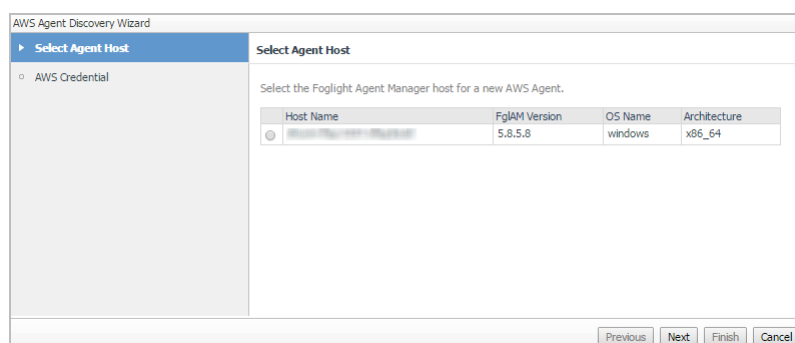 AWS Agent Discovery Wizard
Select Agent Host
AWS Credential
Select Agent Host
Select the Foglight Agent Manager host for a new AWS Agent.
Host Name FglAM Version OS Name Architecture
5.8.5.8 windows x86_64
Previous Next Finish Cancel